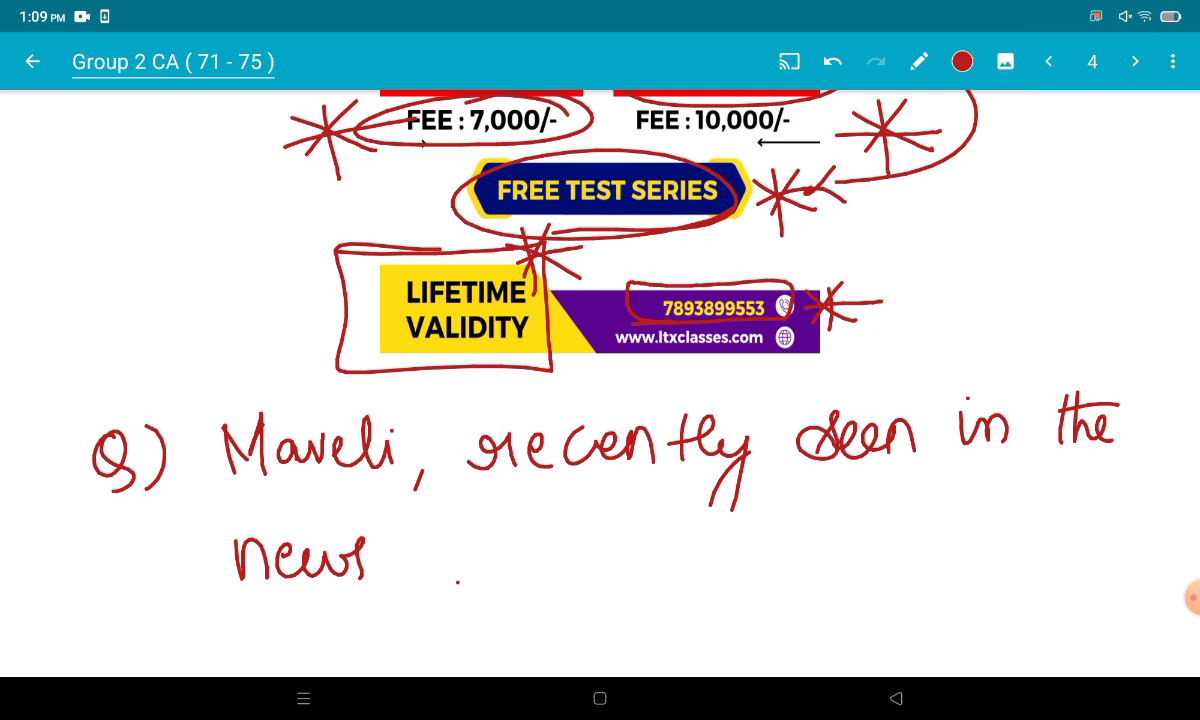 1:09 PM
Group 2 CA ( 71 - 75 )
4
FEE : 7,000/-
FEE : 10,000/-
FREE TEST SERIES
LIFETIME
VALIDITY
7893899553
www.ltxclasses.com
Q) Maveli, recently seen in the
news